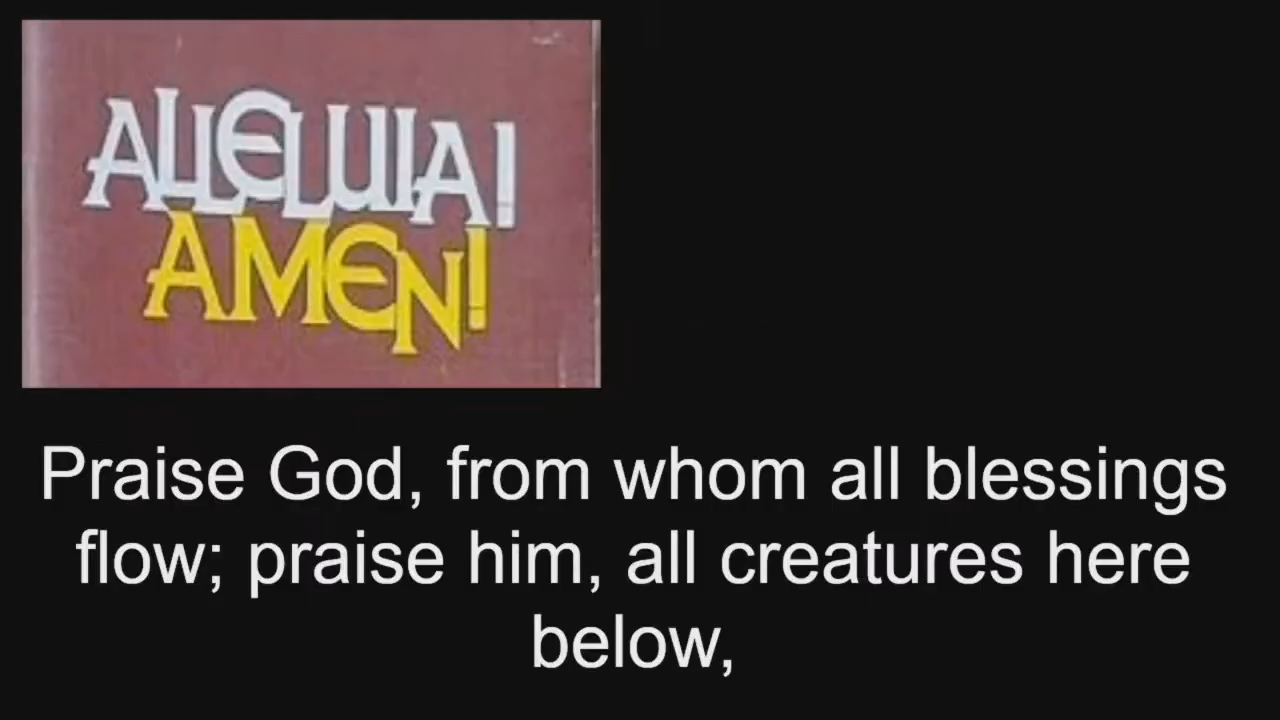 ALLELUIA!
AMEN!
Praise God, from whom all blessings
flow; praise him, all creatures here
below,